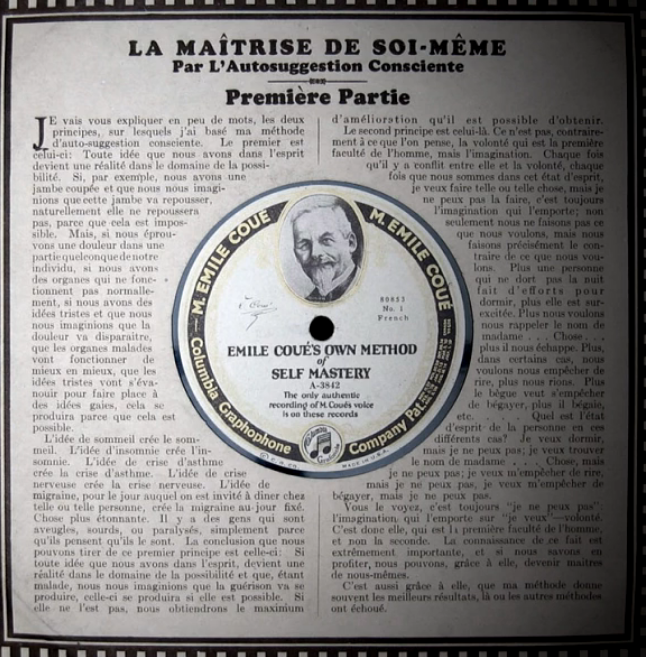 LA MAÎTRISE DE SOI-MÊME
Par L'Autosuggestion Consciente
Première Partie
JE vais vous expliquer en peu de mots, les deux
principes, sur lesquels j'ai basé ma méthode
d'auto-suggestion consciente. Le premier est
celui-ci: Toute idée que nous avons dans l'esprit
devient une réalité dans le domaine de la possi-
bilité. Si, par exemple, nous avons une
jambe coupée et que nous nous imagi-
nions que cette jambe va repousser,
naturellement elle ne repoussera
pas, parce que cela est impos-
sible. Mais, si nous éprou-
vons une douleur dans une
partie quelconque de notre
individu, si nous avons
des organes qui ne fonc-
tionnent pas normale-
ment, si nous avons des
idées tristes et que nous
nous imaginons que la
douleur va disparaitre,
que les organes malades
vont fonctionner de
mieux en mieux, que les
idées tristes vont s'éva-
nouir pour faire place à
des idées gaies, cela se
produira parce que cela est
possible.
L'idée de sommeil crée le som-
meil. L'idée d'insomnie crée l'in-
somnie. L'idée de crise d'asthme
crée la crise d'asthme. L'idée de crise
nerveuse crée la crise nerveuse. L'idée de
migraine, pour le jour auquel on est invité à diner chez
telle ou telle personne, crée la migraine au jour fixé.
Chose plus étonnante. Il y a des gens qui sont
aveugles, sourds, ou paralysés, simplement parce
qu'ils pensent qu'ils le sont. La conclusion que nous
pouvons tirer de ce premier principe est celle-ci: Si
toute idée que nous avons dans l'esprit, devient une
réalité dans le domaine de la possibilité et que, étant
malade, nous nous imaginons que la guérison va se
produire, celle-ci se produira si elle est possible. Si
elle ne l'est pas, nous obtiendrons le maximum
d'amélioration qu'il est possible d'obtenir.
Le second principe est celui-là. Ce n'est pas, contraire-
ment à ce que l'on pense, la volonté qui est la première
faculté de l'homme, mais l'imagination. Chaque fois
qu'il y a conflit entre elle et la volonté, chaque
fois que nous sommes dans cet état d'esprit,
je veux faire telle ou telle chose, mais je
ne peux pas la faire, c'est toujours
l'imagination qui l'emporte; non
seulement nous ne faisons pas ce
que nous voulons, mais nous
faisons précisément le con-
traire de ce que nous vou-
lons. Plus une personne
qui ne dort pas la nuit
fait d'efforts pour
dormir, plus elle est sur-
excitée. Plus nous voulons
nous rappeler le nom de
madame . . . Chose . . .
plus il nous échappe. Plus,
dans certains cas, nous
voulons nous empêcher de
rire, plus nous rions. Plus
le bègue veut s'empêcher
de bégayer, plus il bégaie,
etc. . . . Quel est l'état
d'esprit de la personne en ces
différents cas? Je veux dormir,
mais je ne peux pas; je veux trouver
le nom de madame . . . Chose, mais
je ne peux pas; je veux m'empêcher de rire,
mais je ne peux pas, je veux m'empêcher de
bégayer, mais je ne peux pas.
Vous le voyez, c'est toujours "je ne peux pas":
l'imagination qui l'emporte sur "je veux"—volonté.
C'est donc elle, qui est la première faculté de l'homme,
et non la seconde. La connaissance de ce fait est
extrêmement importante, et si nous savons en
profiter, nous pouvons, grâce à elle, devenir maitres
de nous-mêmes.
C'est aussi grâce à elle, que ma méthode donne
souvent les meilleurs résultats, là ou les autres méthodes
ont échoué.
M. EMILE COUÉ
M. EMILE COUÉ
E. Coué
89853
No. 1
French
EMILE COUÉ'S OWN METHOD
of
SELF MASTERY
A-3842
The only authentic
recording of M. Coué's voice
is on these records
Columbia Graphophone Company
MADE IN U.S.A.